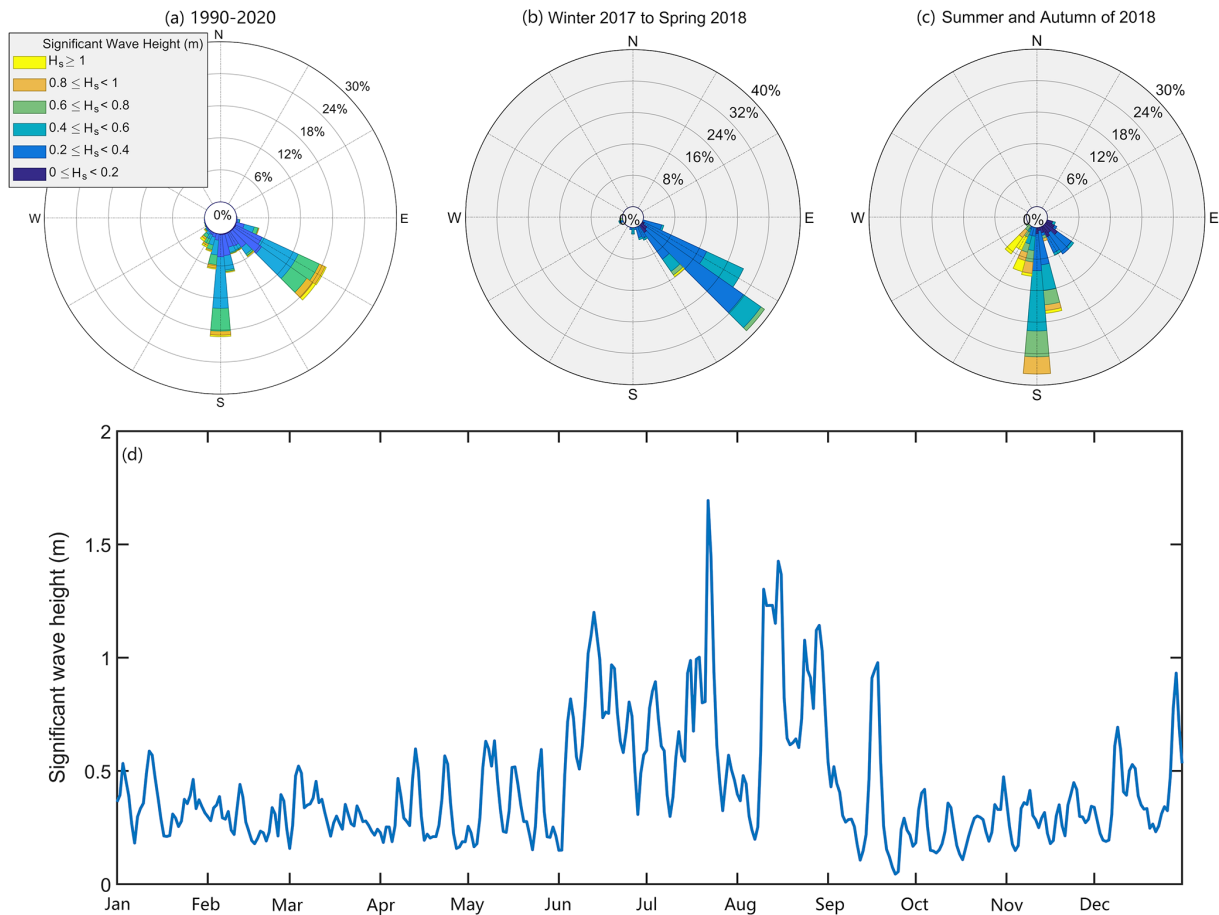 (a) 1990-2020
N
Significant Wave Height (m)
Hs ≥ 1
0.8 ≤ Hs < 1
0.6 ≤ Hs < 0.8
0.4 ≤ Hs < 0.6
0.2 ≤ Hs < 0.4
0 ≤ Hs < 0.2
30%
24%
18%
12%
6%
0%
W
E
S
(b) Winter 2017 to Spring 2018
N
40%
32%
24%
16%
8%
0%
W
E
S
(c) Summer and Autumn of 2018
N
30%
24%
18%
12%
6%
0%
W
E
S
(d)
Significant wave height (m)
2
1.5
1
0.5
0
Jan Feb Mar Apr May Jun Jul Aug Sep Oct Nov Dec